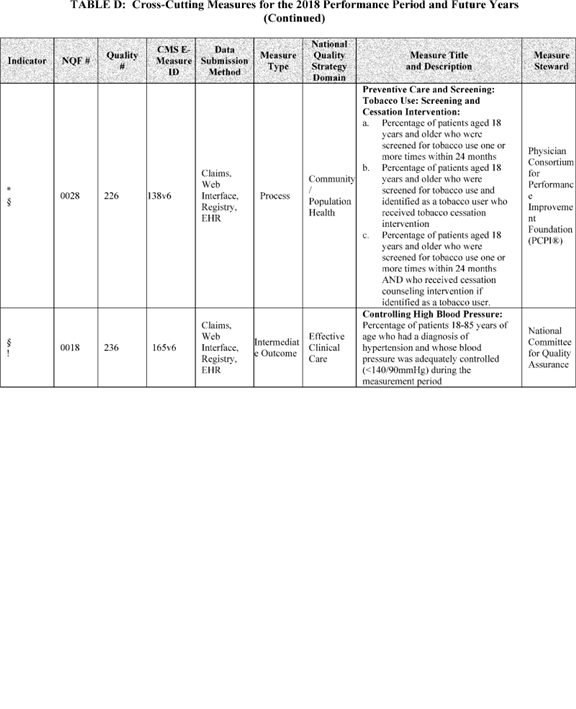 TABLE D: Cross-Cutting Measures for the 2018 Performance Period and Future Years
(Continued)
Indicator
NQF #
Quality
#
CMS E-
Measure
ID
Data
Submission
Method
Measure
Type
National
Quality
Strategy
Domain
Measure Title
and Description
Measure
Steward
*
§
0028
226
138v6
Claims,
Web
Interface,
Registry,
EHR
Process
Community
/
Population
Health
Preventive Care and Screening:
Tobacco Use: Screening and
Cessation Intervention:
a. Percentage of patients aged 18
years and older who were
screened for tobacco use one or
more times within 24 months
b. Percentage of patients aged 18
years and older who were
screened for tobacco use and
identified as a tobacco user who
received tobacco cessation
intervention
c. Percentage of patients aged 18
years and older who were
screened for tobacco use one or
more times within 24 months
AND who received cessation
counseling intervention if
identified as a tobacco user.
Physician
Consortium
for
Performanc
e
Improveme
nt
Foundation
(PCPI®)
§
!
0018
236
165v6
Claims,
Web
Interface,
Registry,
EHR
Intermediat
e Outcome
Effective
Clinical
Care
Controlling High Blood Pressure:
Percentage of patients 18-85 years of
age who had a diagnosis of
hypertension and whose blood
pressure was adequately controlled
(<140/90mmHg) during the
measurement period
National
Committee
for Quality
Assurance